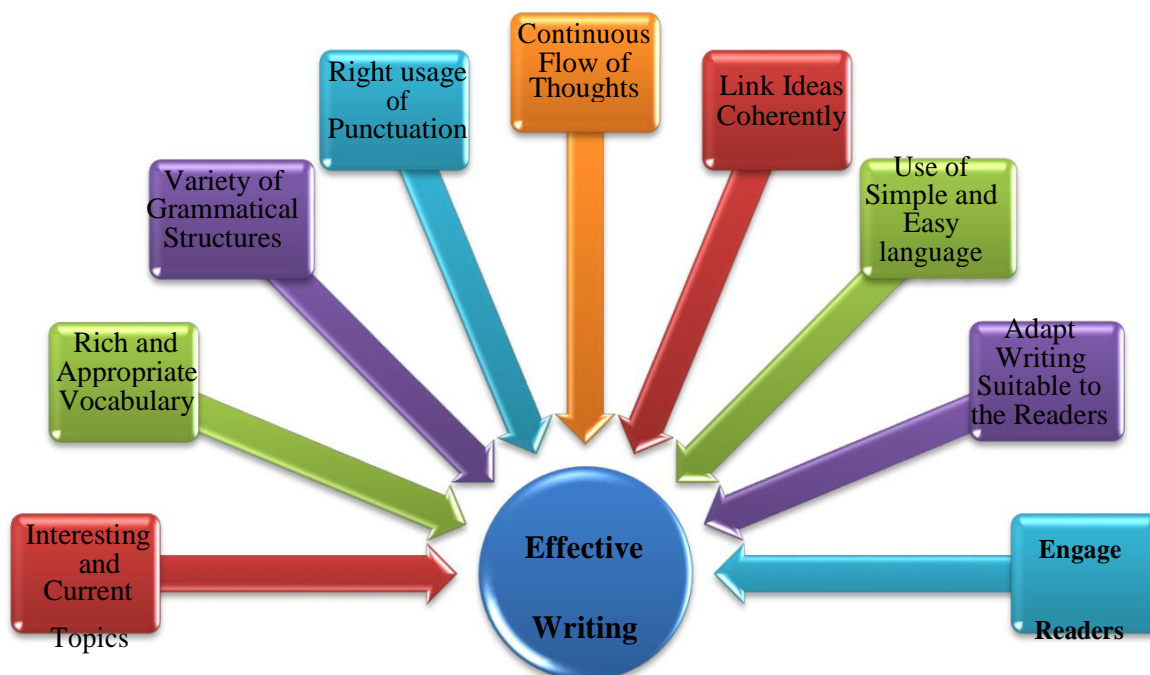 Continuous
Flow of
Thoughts
Right usage
of
Punctuation
Link Ideas
Coherently
Variety of
Grammatical
Structures
Use of
Simple and
Easy
language
Rich and
Appropriate
Vocabulary
Adapt
Writing
Suitable to
the Readers
Interesting
and
Current
Topics
Effective
Writing
Engage
Readers